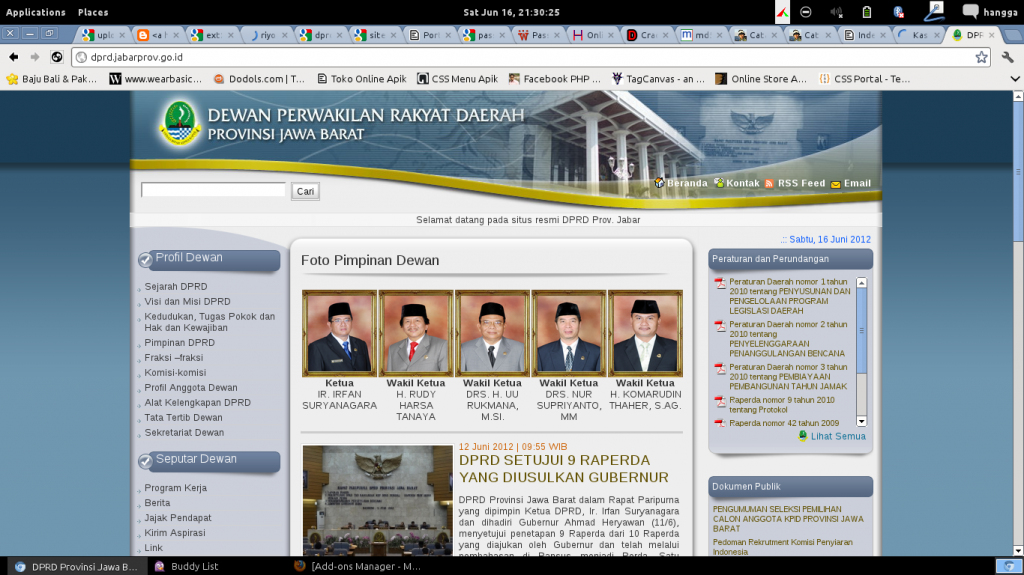 Applications Places Sat Jun 16, 21:30:25 hangga
uplo <a h ext riyo dpr site Port pas Pas Onl Cra md Cat Cat Inde Kas DPR
dprd.jabarprov.go.id
Baju Bali & Pak... www.wearbasic... Dodols.com | T... Toko Online Apik CSS Menu Apik Facebook PHP ... TagCanvas - an ... Online Store A... CSS Portal - Te...
DEWAN PERWAKILAN RAKYAT DAERAH
PROVINSI JAWA BARAT
Beranda Kontak RSS Feed Email
Cari
Selamat datang pada situs resmi DPRD Prov. Jabar
.:: Sabtu, 16 Juni 2012
Profil Dewan
Sejarah DPRD
Visi dan Misi DPRD
Kedudukan, Tugas Pokok dan
Hak dan Kewajiban
Pimpinan DPRD
Fraksi –fraksi
Komisi-komisi
Profil Anggota Dewan
Alat Kelengkapan DPRD
Tata Tertib Dewan
Sekretariat Dewan
Seputar Dewan
Program Kerja
Berita
Jajak Pendapat
Kirim Aspirasi
Link
Foto Pimpinan Dewan
Ketua
IR. IRFAN
SURYANAGARA
Wakil Ketua
H. RUDY
HARSA
TANAYA
Wakil Ketua
DRS. H. UU
RUKMANA,
M.SI.
Wakil Ketua
DRS. NUR
SUPRIYANTO,
MM
Wakil Ketua
H. KOMARUDIN
THAHER, S.AG.
12 Juni 2012 | 09:55 WIB
DPRD SETUJUI 9 RAPERDA
YANG DIUSULKAN GUBERNUR
DPRD Provinsi Jawa Barat dalam Rapat Paripurna
yang dipimpin Ketua DPRD, Ir. Irfan Suryanagara
dan dihadiri Gubernur Ahmad Heryawan (11/6),
menyetujui penetapan 9 Raperda dari 10 Raperda
yang diajukan oleh Gubernur dan telah melalui
pembahasan di Pansus menjadi Perda. Satu
Peraturan dan Perundangan
Peraturan Daerah nomor 1 tahun
2010 tentang PENYUSUNAN DAN
PENGELOLAAN PROGRAM
LEGISLASI DAERAH
Peraturan Daerah nomor 2 tahun
2010 tentang
PENYELENGGARAAN
PENANGGULANGAN BENCANA
Peraturan Daerah nomor 3 tahun
2010 tentang PEMBIAYAAN
PEMBANGUNAN TAHUN JAMAK
Raperda nomor 9 tahun 2010
tentang Protokol
Raperda nomor 42 tahun 2009
Lihat Semua
Dokumen Publik
PENGUMUMAN SELEKSI PEMILIHAN
CALON ANGGOTA KPID PROVINSI JAWA
BARAT
Pedoman Rekrutment Komisi Penyiaran
Indonesia
DPRD Provinsi Jawa B... Buddy List [Add-ons Manager - M...